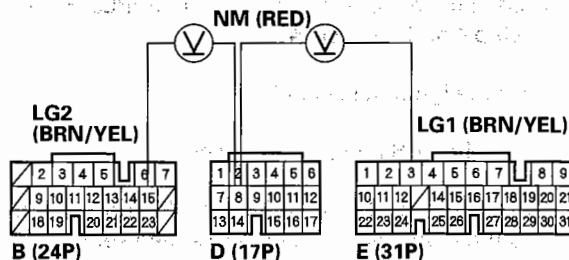 NM (RED)
LG2
(BRN/YEL)
LG1 (BRN/YEL)
2 3 4 5 6 7
1 2 3 4 5 6
1 2 3 4 5 6 7 8 9
9 10 11 12 13 14 15
7 8 9 10 11 12
10 11 12 14 15 16 17 18 19 20 21
18 19 20 21 22 23
13 14 15 16 17
22 23 24 25 26 27 28 29 30 31
B (24P)
D (17P)
E (31P)